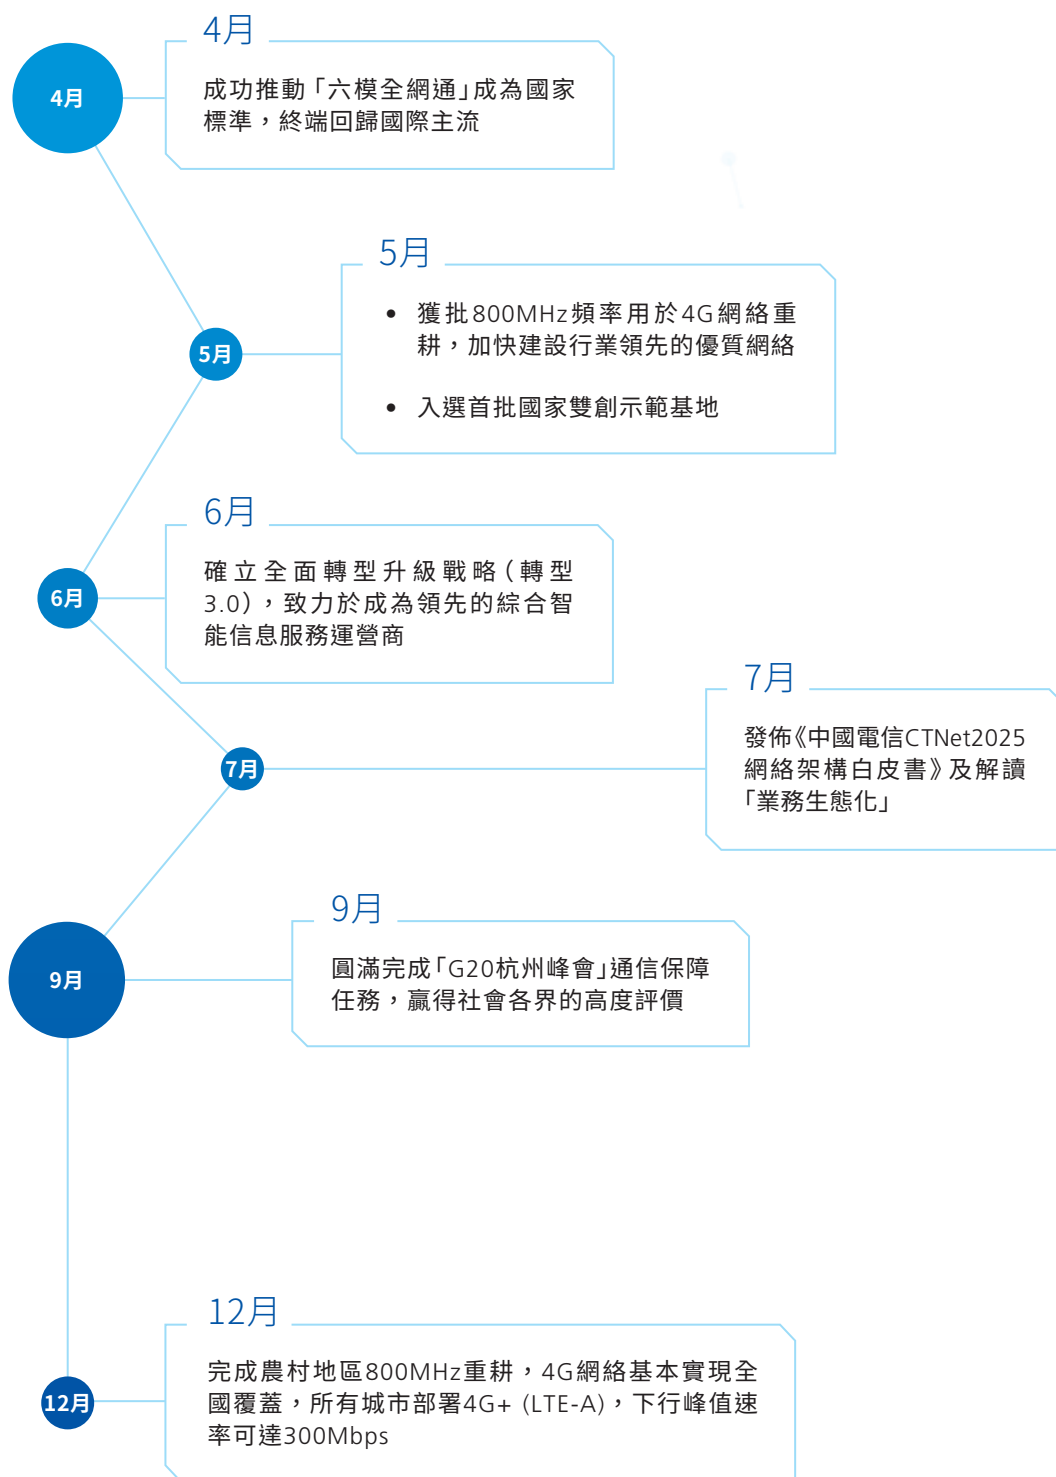 4月
4月
成功推動「六模全網通」成為國家
標準，終端回歸國際主流
5月
5月
• 獲批800MHz頻率用於4G網絡重
耕，加快建設行業領先的優質網絡
• 入選首批國家雙創示範基地
6月
6月
確立全面轉型升級戰略（轉型
3.0），致力於成為領先的綜合智
能信息服務運營商
7月
7月
發佈《中國電信CTNet2025
網絡架構白皮書》及解讀
「業務生態化」
9月
9月
圓滿完成「G20杭州峰會」通信保障
任務，贏得社會各界的高度評價
12月
12月
完成農村地區800MHz重耕，4G網絡基本實現全
國覆蓋，所有城市部署4G+ (LTE-A)，下行峰值速
率可達300Mbps